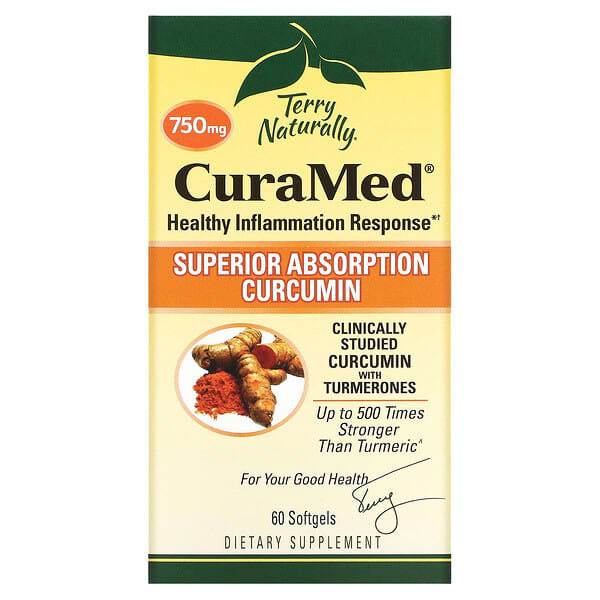 Terry
Naturally®
750mg
CuraMed®
Healthy Inflammation Response*†
SUPERIOR ABSORPTION
CURCUMIN
CLINICALLY
STUDIED
CURCUMIN
WITH
TURMERONES
Up to 500 Times
Stronger
Than Turmeric^
For Your Good Health
Terry
60 Softgels
DIETARY SUPPLEMENT